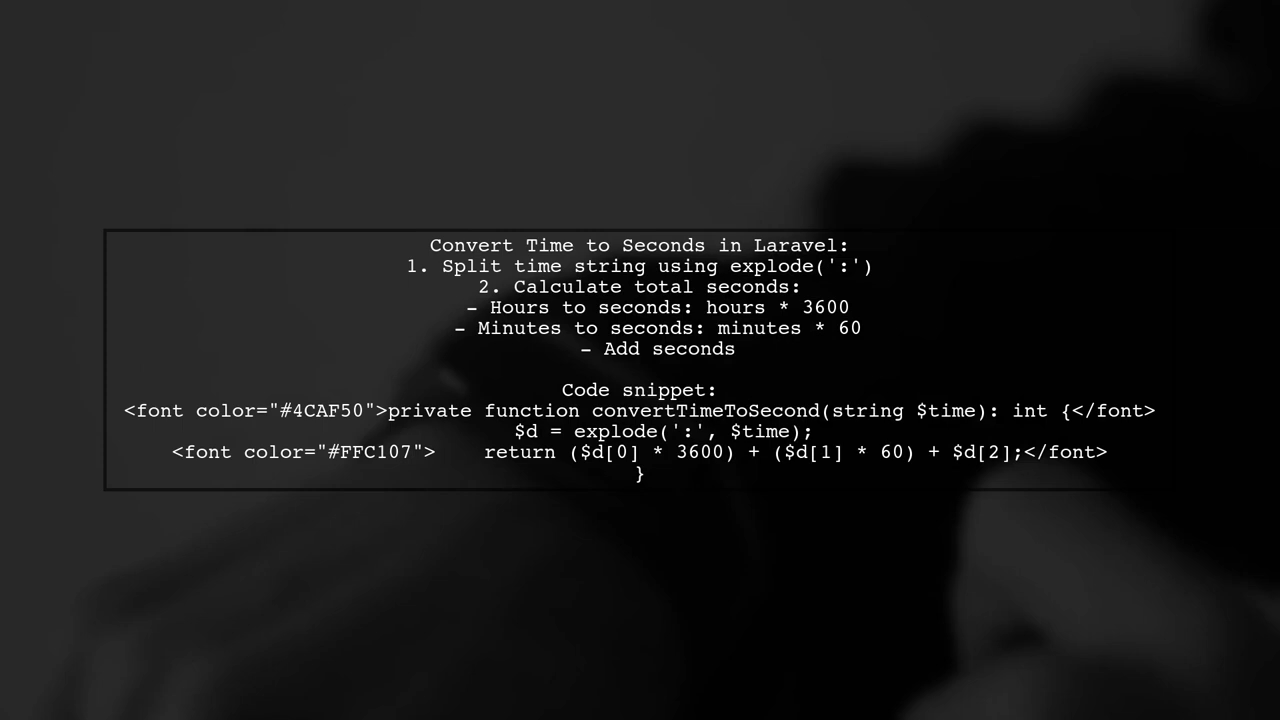 Convert Time to Seconds in Laravel:
1. Split time string using explode(':')
2. Calculate total seconds:
- Hours to seconds: hours * 3600
- Minutes to seconds: minutes * 60
- Add seconds
Code snippet:
<font color="#4CAF50">private function convertTimeToSecond(string $time): int {</font>
$d = explode(':', $time);
<font color="#FFC107">    return ($d[0] * 3600) + ($d[1] * 60) + $d[2];</font>
}